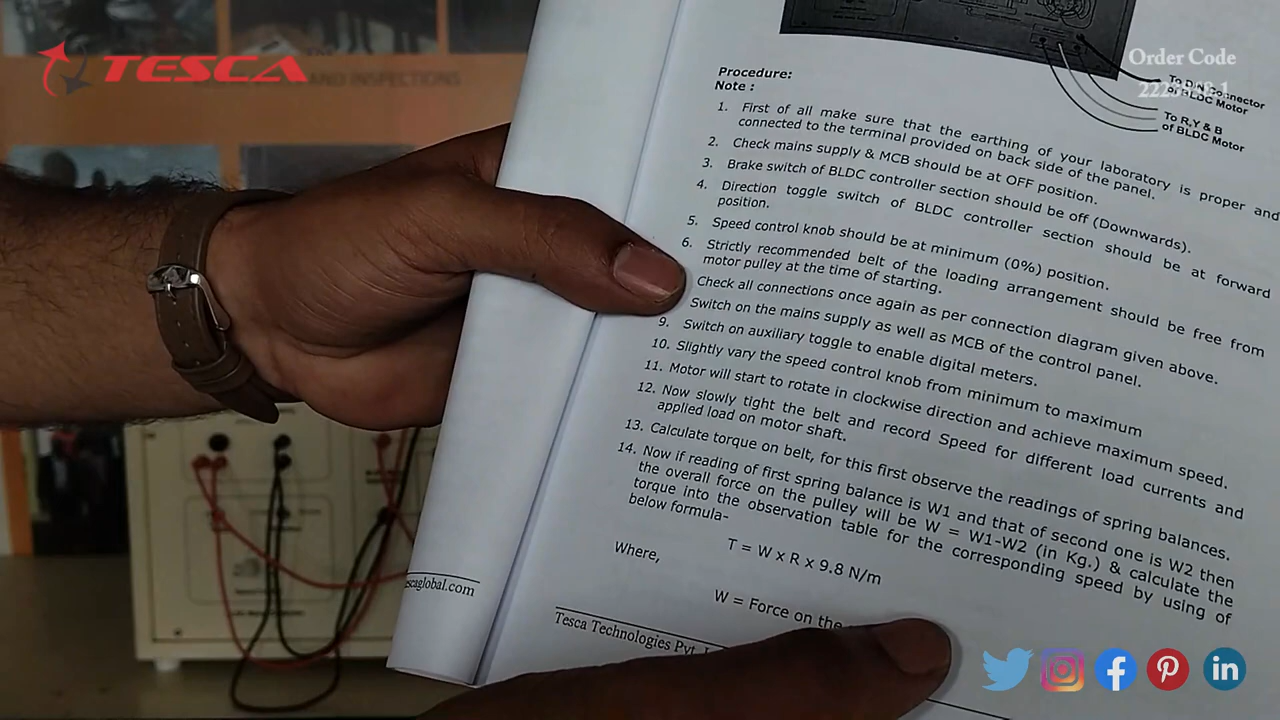 TESCA
AND INSPECTIONS
Order Code
To DIN Connector
of BLDC Motor
To R,Y & B
of BLDC Motor
Procedure:
Note :
1. First of all make sure that the earthing of your laboratory is proper and
connected to the terminal provided on back side of the panel.
2. Check mains supply & MCB should be at OFF position.
3. Brake switch of BLDC controller section should be off (Downwards).
4. Direction toggle switch of BLDC controller section should be at forward
position.
5. Speed control knob should be at minimum (0%) position.
6. Strictly recommended belt of the loading arrangement should be free from
motor pulley at the time of starting.
Check all connections once again as per connection diagram given above.
Switch on the mains supply as well as MCB of the control panel.
9. Switch on auxiliary toggle to enable digital meters.
10. Slightly vary the speed control knob from minimum to maximum
11. Motor will start to rotate in clockwise direction and achieve maximum speed.
12. Now slowly tight the belt and record Speed for different load currents and
applied load on motor shaft.
13. Calculate torque on belt, for this first observe the readings of spring balances.
14. Now if reading of first spring balance is W1 and that of second one is W2 then
the overall force on the pulley will be W = W1-W2 (in Kg.) & calculate the
torque into the observation table for the corresponding speed by using of
below formula-
T = W x R x 9.8 N/m
Where,
W = Force on the
escaglobal.com
Tesca Technologies Pvt.
in